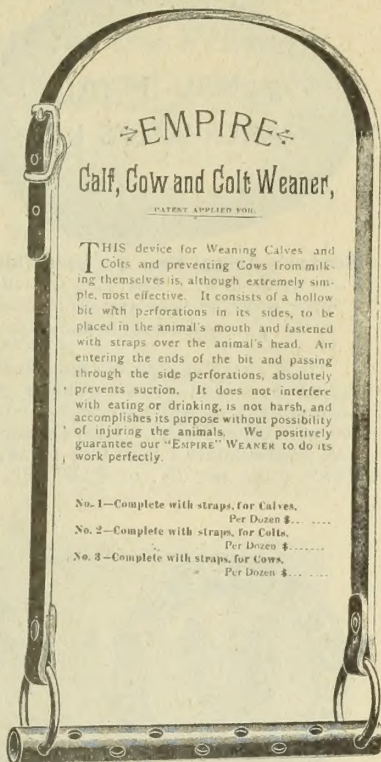 EMPIRE
Calf, Cow and Colt Weaner,
PATENT APPLIED FOR.
THIS device for Weaning Calves and
Colts and preventing Cows from milk-
ing themselves is, although extremely sim-
ple, most effective. It consists of a hollow
bit with perforations in its sides, to be
placed in the animal's mouth and fastened
with straps over the animal's head. Air
entering the ends of the bit and passing
through the side perforations, absolutely
prevents suction. It does not interfere
with eating or drinking, is not harsh, and
accomplishes its purpose without possibility
of injuring the animals. We positively
guarantee our "EMPIRE" WEANER to do its
work perfectly.
No. 1—Complete with straps, for Calves,
Per Dozen $.........
No. 2—Complete with straps, for Colts,
Per Dozen $.......
No. 3—Complete with straps, for Cows,
Per Dozen $.........